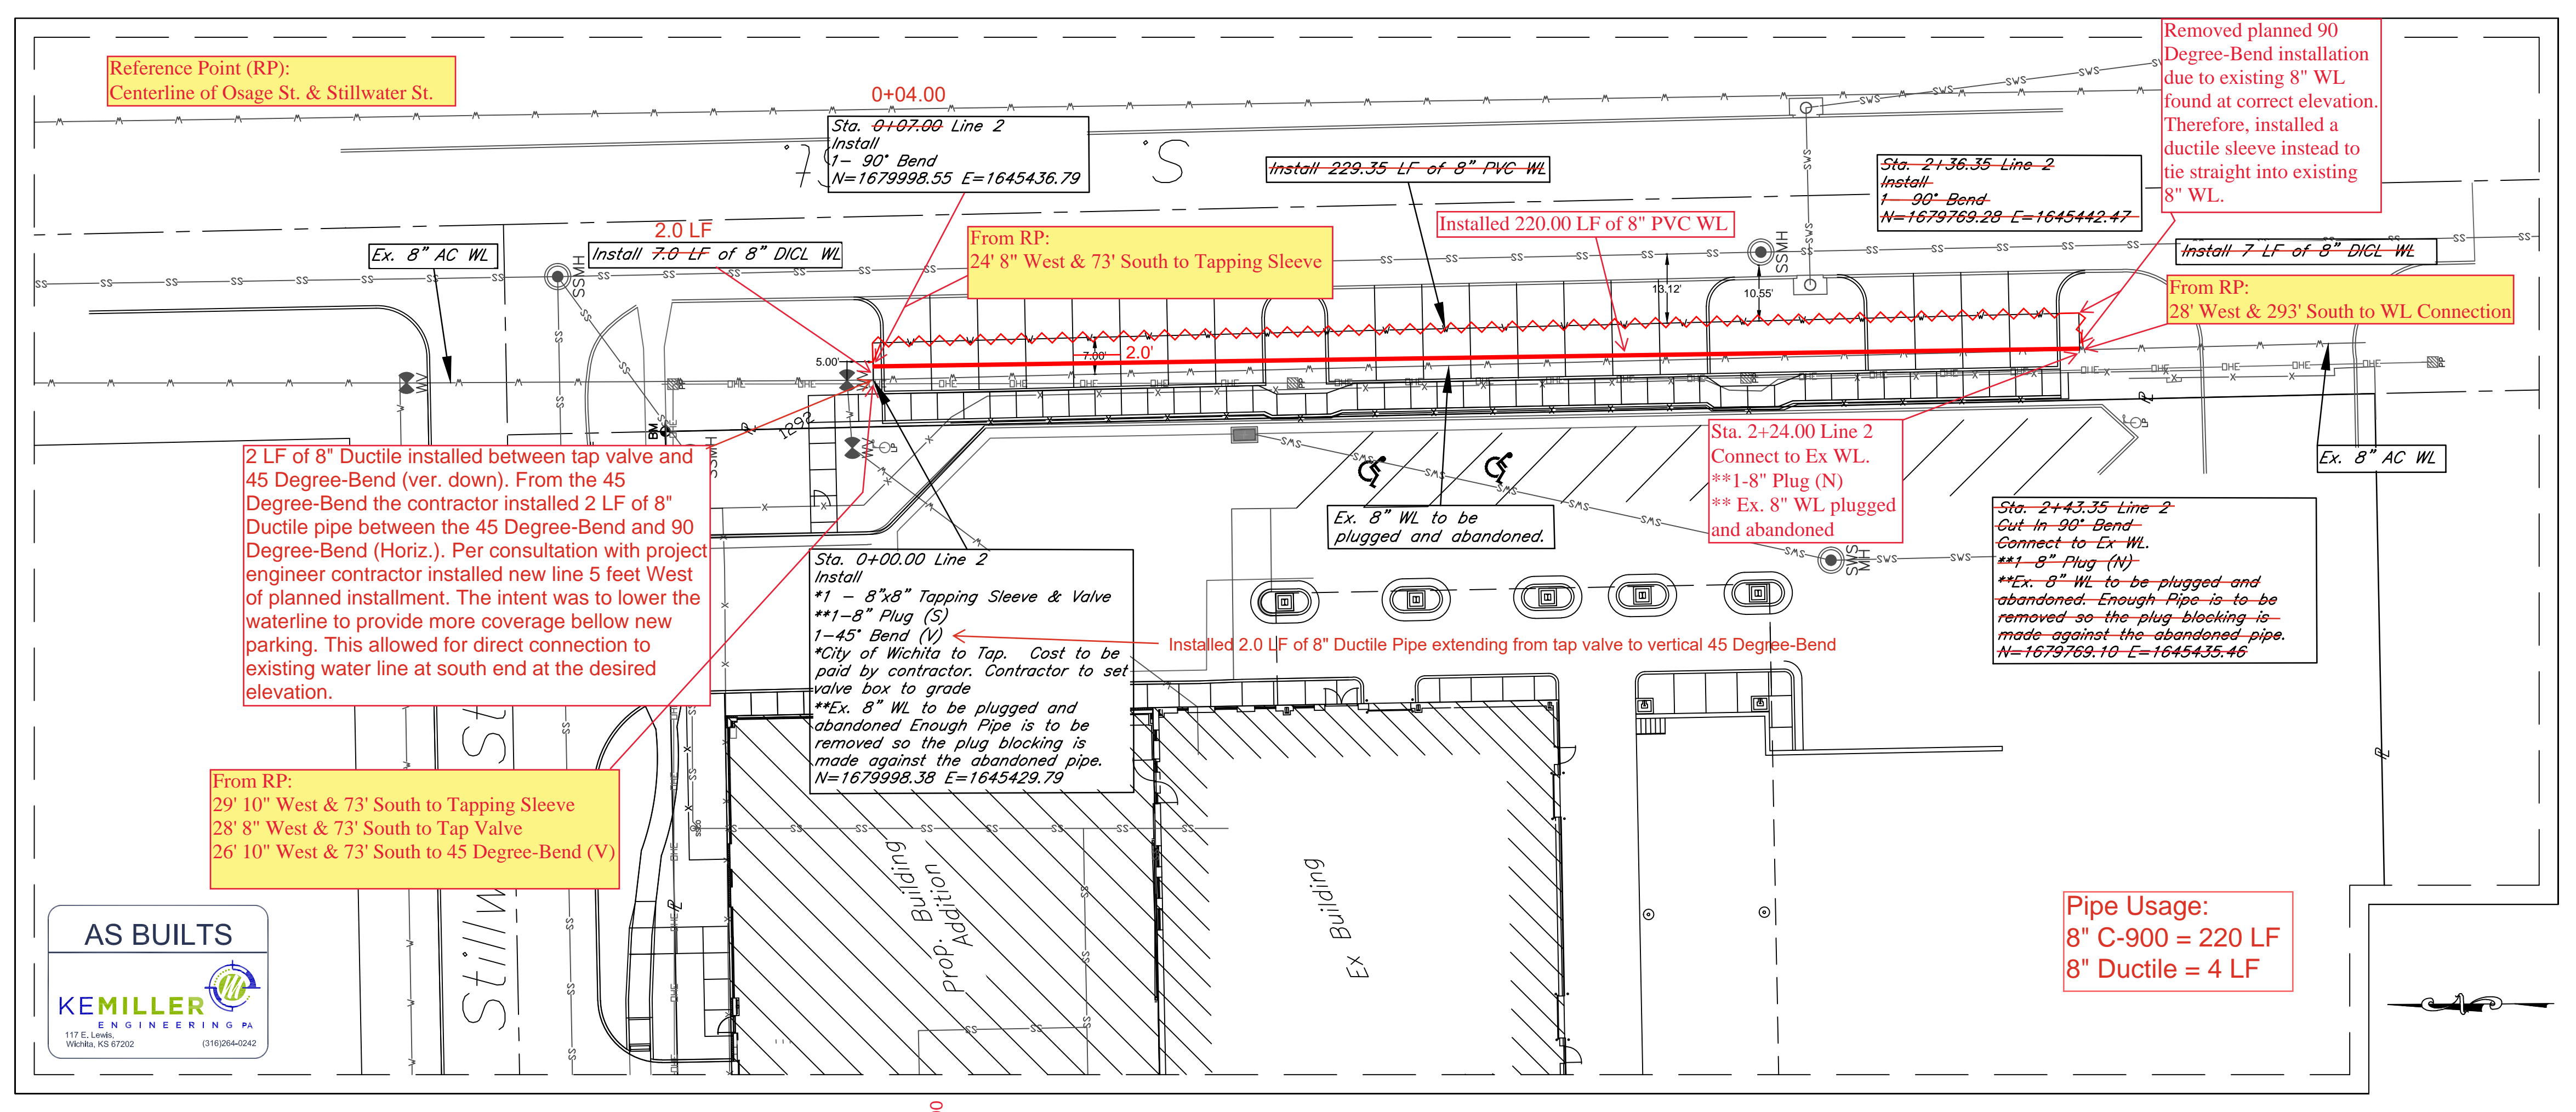 Reference Point (RP):
Centerline of Osage St. & Stillwater St.
0+04.00
Sta. 0+07.00 Line 2
Install
1- 90° Bend
N=1679998.55 E=1645436.79
S.
Install 229.35 LF of 8" PVC WL
Sta. 2+36.35 Line 2
Install
1- 90° Bend
N=1679769.28 E=1645442.47
Removed planned 90
Degree-Bend installation
due to existing 8" WL
found at correct elevation.
Therefore, installed a
ductile sleeve instead to
tie straight into existing
8" WL.
Ex. 8" AC WL
2.0 LF
Install 7.0 LF of 8" DICL WL
From RP:
24' 8" West & 73' South to Tapping Sleeve
Installed 220.00 LF of 8" PVC WL
Install 7 LF of 8" DICL WL
From RP:
28' West & 293' South to WL Connection
SSMH
SSMH
13.12'
10.55'
5.00'
7.00'
2.0'
WV
WV
BM
1292
SSMH
WV
2 LF of 8" Ductile installed between tap valve and
45 Degree-Bend (ver. down). From the 45
Degree-Bend the contractor installed 2 LF of 8"
Ductile pipe between the 45 Degree-Bend and 90
Degree-Bend (Horiz.). Per consultation with project
engineer contractor installed new line 5 feet West
of planned installment. The intent was to lower the
waterline to provide more coverage bellow new
parking. This allowed for direct connection to
existing water line at south end at the desired
elevation.
Sta. 0+00.00 Line 2
Install
*1 - 8"x8" Tapping Sleeve & Valve
**1-8" Plug (S)
1-45° Bend (V)
*City of Wichita to Tap. Cost to be
paid by contractor. Contractor to set
valve box to grade
**Ex. 8" WL to be plugged and
abandoned Enough Pipe is to be
removed so the plug blocking is
made against the abandoned pipe.
N=1679998.38 E=1645429.79
Installed 2.0 LF of 8" Ductile Pipe extending from tap valve to vertical 45 Degree-Bend
Ex. 8" WL to be
plugged and abandoned.
Sta. 2+24.00 Line 2
Connect to Ex WL.
**1-8" Plug (N)
** Ex. 8" WL plugged
and abandoned
Ex. 8" AC WL
SWS
MH
Sta. 2+43.35 Line 2
Cut In 90° Bend
Connect to Ex WL.
**1-8" Plug (N)
**Ex. 8" WL to be plugged and
abandoned. Enough Pipe is to be
removed so the plug blocking is
made against the abandoned pipe.
N=1679769.10 E=1645435.46
From RP:
29' 10" West & 73' South to Tapping Sleeve
28' 8" West & 73' South to Tap Valve
26' 10" West & 73' South to 45 Degree-Bend (V)
Prop. Building
Addition
Ex Building
Pipe Usage:
8" C-900 = 220 LF
8" Ductile = 4 LF
AS BUILTS
KEMILLER
ENGINEERING PA
117 E. Lewis,
Wichita, KS 67202
(316)264-0242